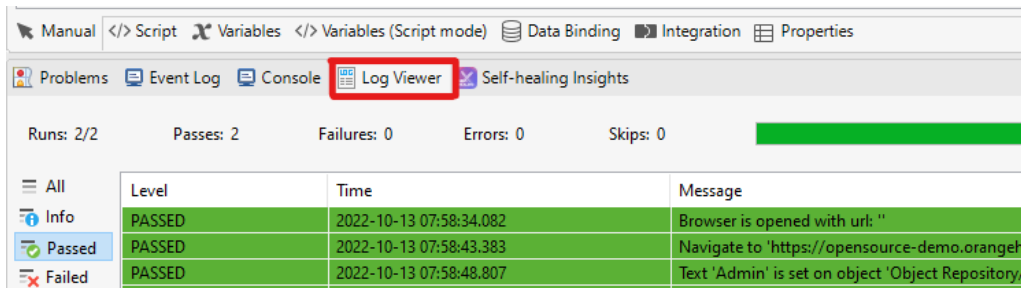 Manual </> Script Variables </> Variables (Script mode) Data Binding Integration Properties
Problems Event Log Console Log Viewer Self-healing Insights
Runs: 2/2 Passes: 2 Failures: 0 Errors: 0 Skips: 0
All
Info
Passed
Failed
Level Time Message
PASSED 2022-10-13 07:58:34.082 Browser is opened with url: ''
PASSED 2022-10-13 07:58:43.383 Navigate to 'https://opensource-demo.orangeh
PASSED 2022-10-13 07:58:48.807 Text 'Admin' is set on object 'Object Repository/